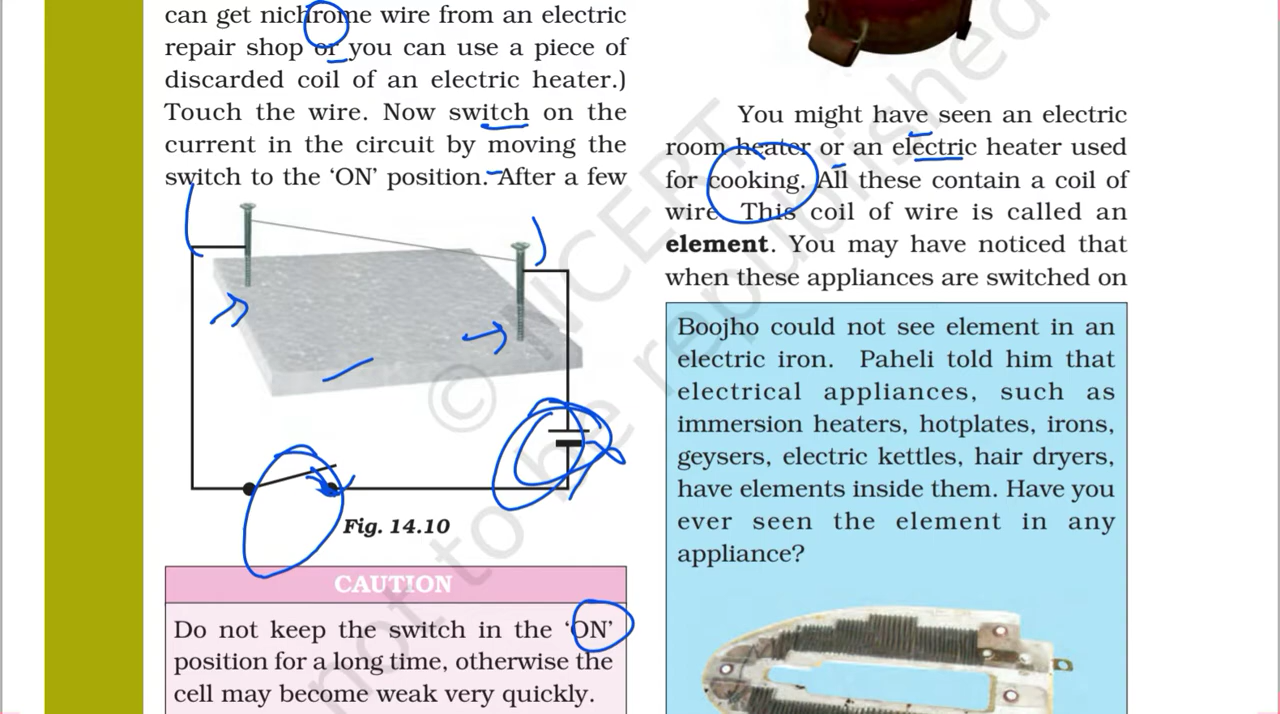 can get nichrome wire from an electric
repair shop or you can use a piece of
discarded coil of an electric heater.)
Touch the wire. Now switch on the
current in the circuit by moving the
switch to the ‘ON’ position. After a few
Fig. 14.10
CAUTION
Do not keep the switch in the ‘ON’
position for a long time, otherwise the
cell may become weak very quickly.
You might have seen an electric
room heater or an electric heater used
for cooking. All these contain a coil of
wire. This coil of wire is called an
element. You may have noticed that
when these appliances are switched on
Boojho could not see element in an
electric iron. Paheli told him that
electrical appliances, such as
immersion heaters, hotplates, irons,
geysers, electric kettles, hair dryers,
have elements inside them. Have you
ever seen the element in any
appliance?
© NCERT
not to be republished